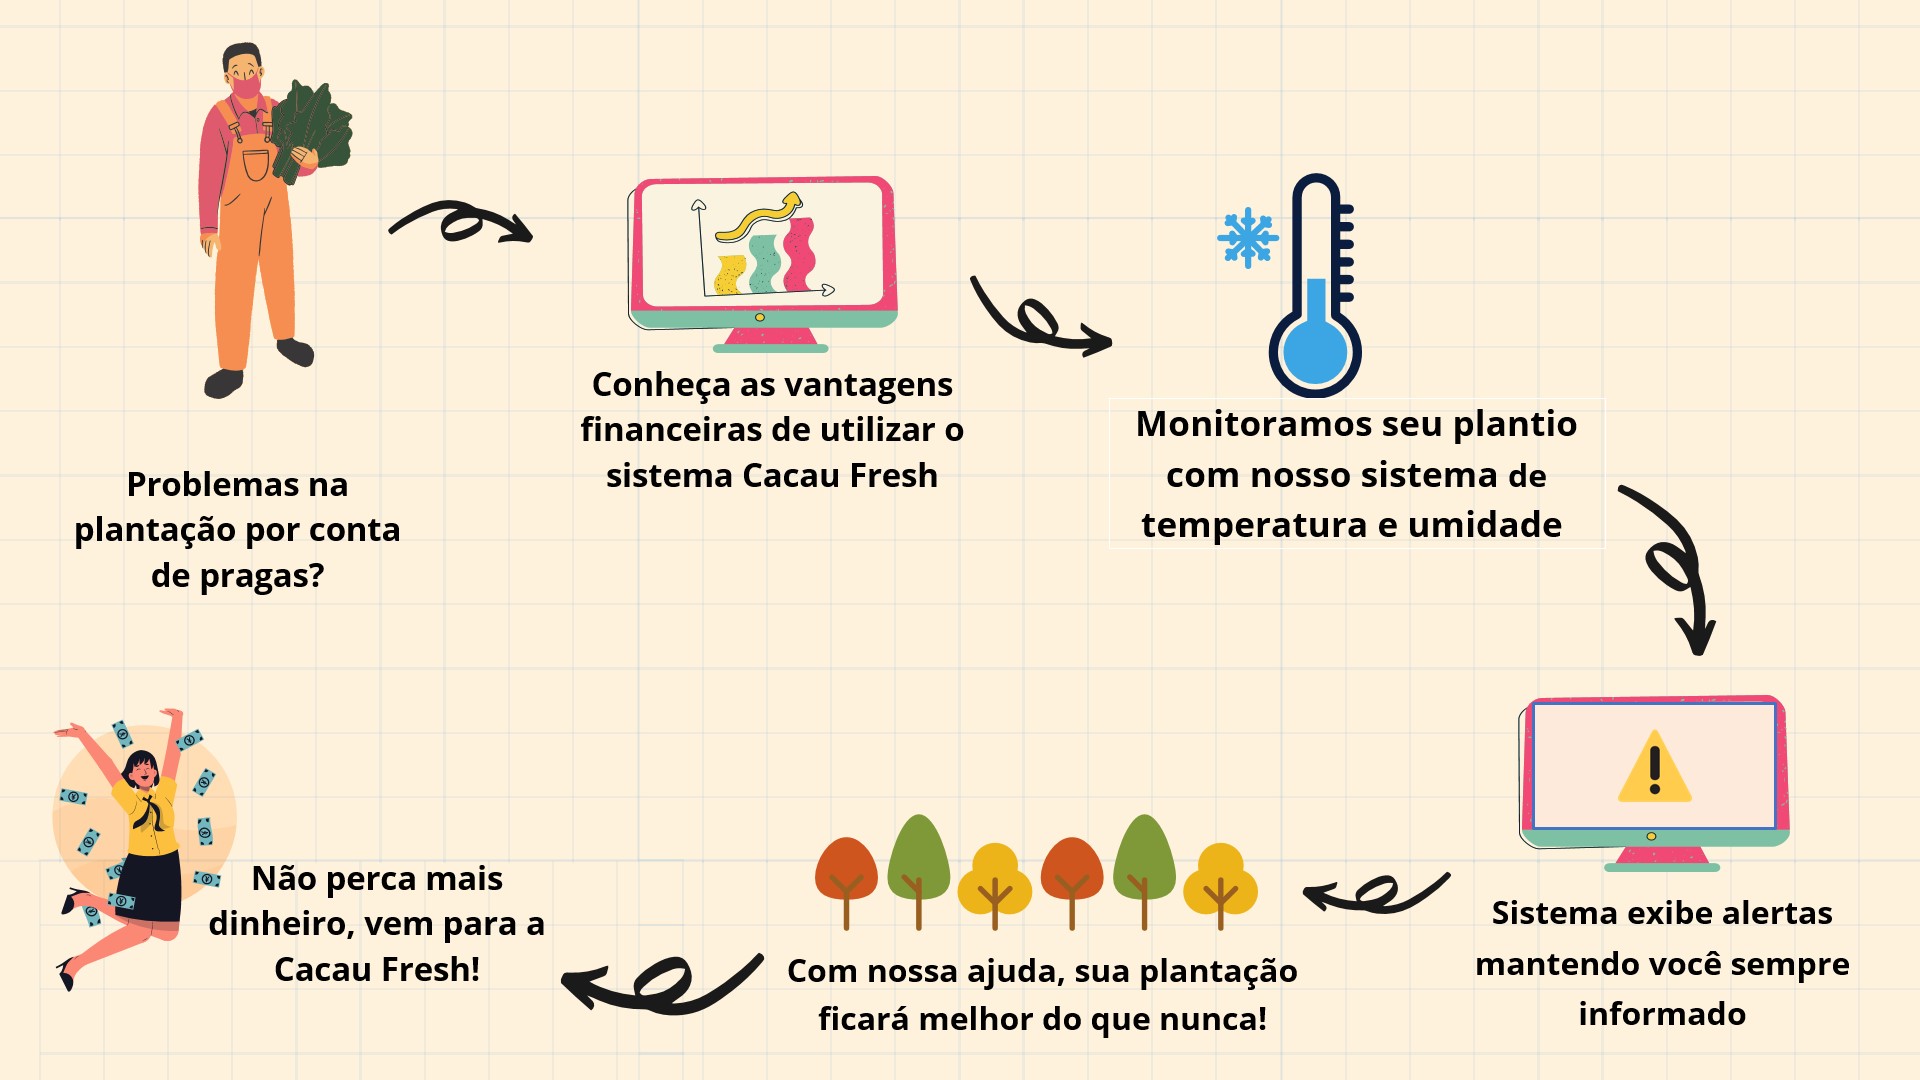 Problemas na
plantação por conta
de pragas?
Conheça as vantagens
financeiras de utilizar o
sistema Cacau Fresh
Monitoramos seu plantio
com nosso sistema de
temperatura e umidade
Sistema exibe alertas
mantendo você sempre
informado
Com nossa ajuda, sua plantação
ficará melhor do que nunca!
Não perca mais
dinheiro, vem para a
Cacau Fresh!